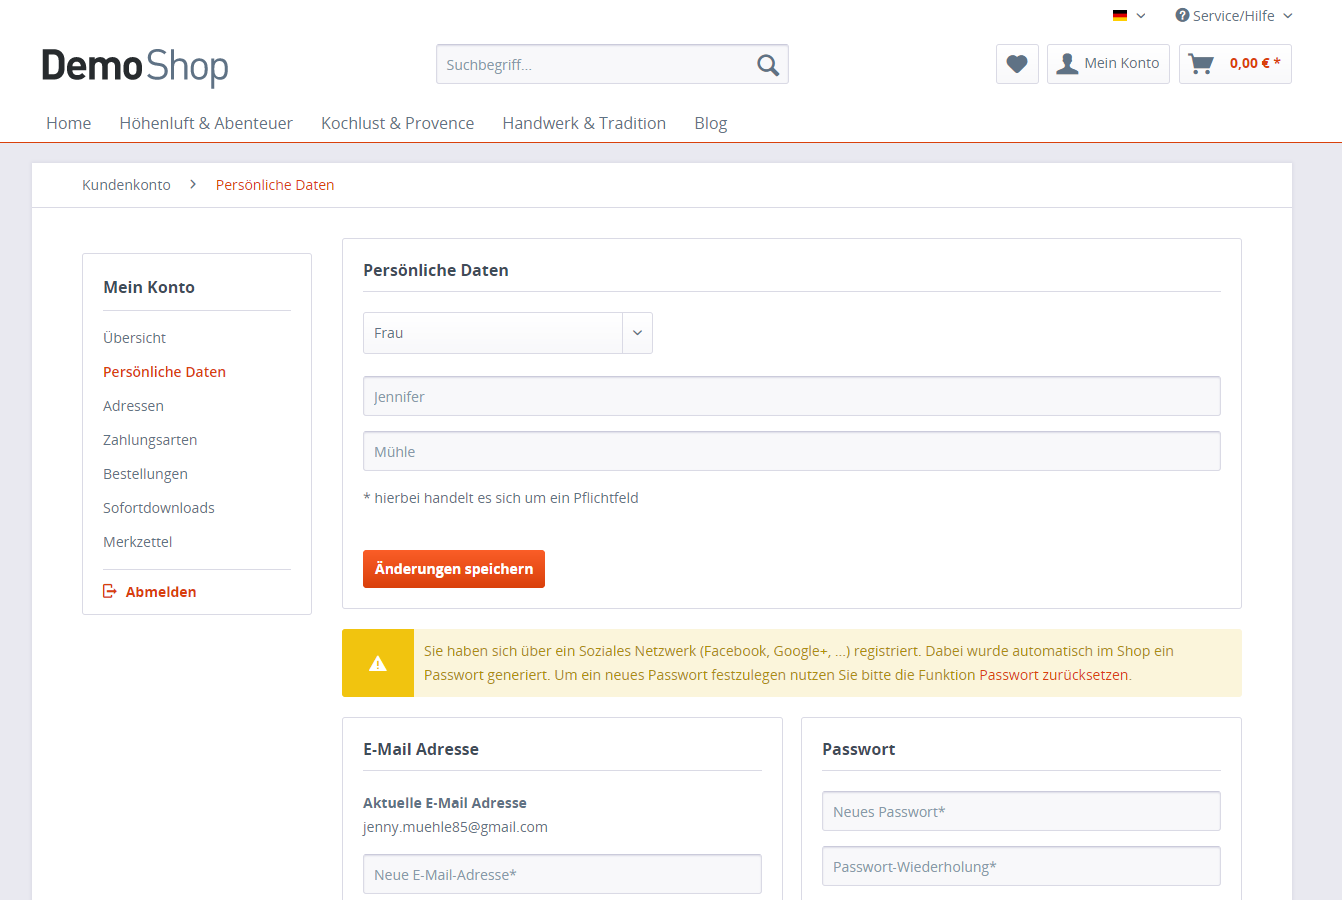 Service/Hilfe
DemoShop
Suchbegriff...
Mein Konto
0,00 € *
Home
Höhenluft & Abenteuer
Kochlust & Provence
Handwerk & Tradition
Blog
Kundenkonto
Persönliche Daten
Mein Konto
Übersicht
Persönliche Daten
Adressen
Zahlungsarten
Bestellungen
Sofortdownloads
Merkzettel
Abmelden
Persönliche Daten
Frau
Jennifer
Mühle
* hierbei handelt es sich um ein Pflichtfeld
Änderungen speichern
Sie haben sich über ein Soziales Netzwerk (Facebook, Google+, ...) registriert. Dabei wurde automatisch im Shop ein
Passwort generiert. Um ein neues Passwort festzulegen nutzen Sie bitte die Funktion Passwort zurücksetzen.
E-Mail Adresse
Aktuelle E-Mail Adresse
jenny.muehle85@gmail.com
Neue E-Mail-Adresse*
Passwort
Neues Passwort*
Passwort-Wiederholung*